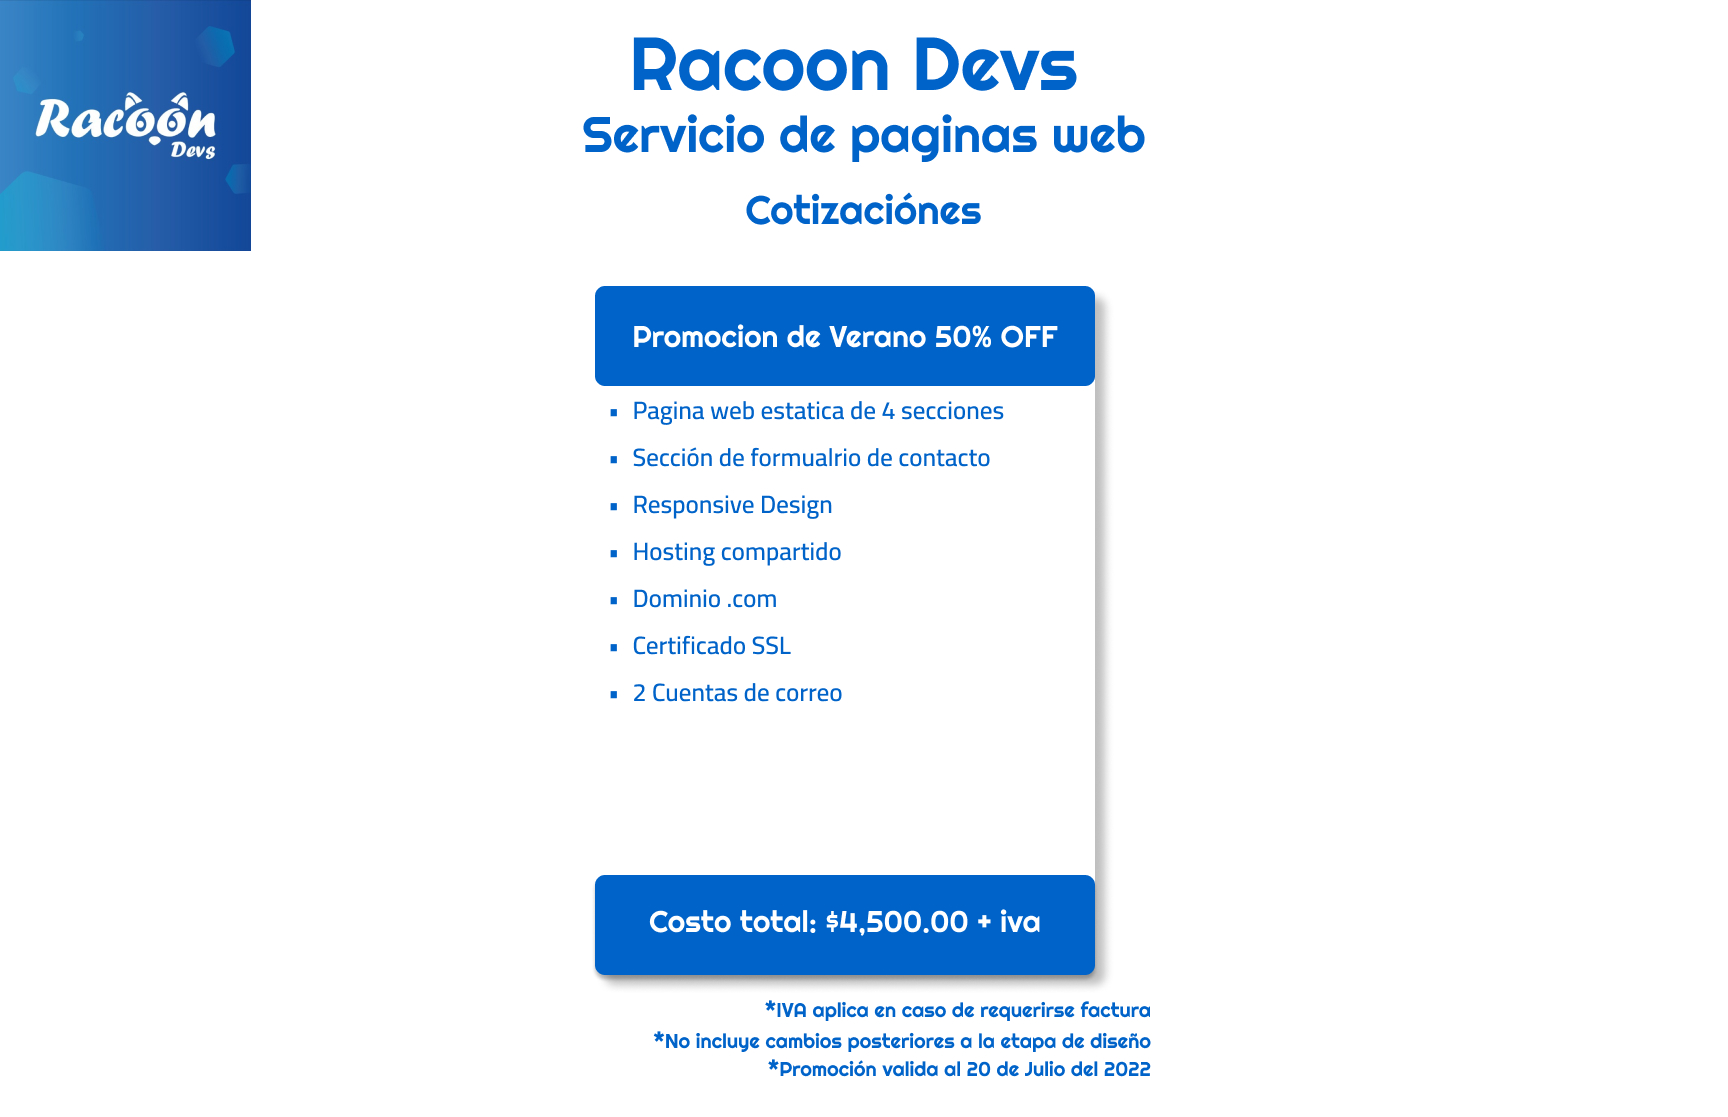 Racoon
Devs
Racoon Devs
Servicio de paginas web
Cotizaciónes
Promocion de Verano 50% OFF
▪ Pagina web estatica de 4 secciones
▪ Sección de formualrio de contacto
▪ Responsive Design
▪ Hosting compartido
▪ Dominio .com
▪ Certificado SSL
▪ 2 Cuentas de correo
Costo total: $4,500.00 + iva
*IVA aplica en caso de requerirse factura
*No incluye cambios posteriores a la etapa de diseño
*Promoción valida al 20 de Julio del 2022